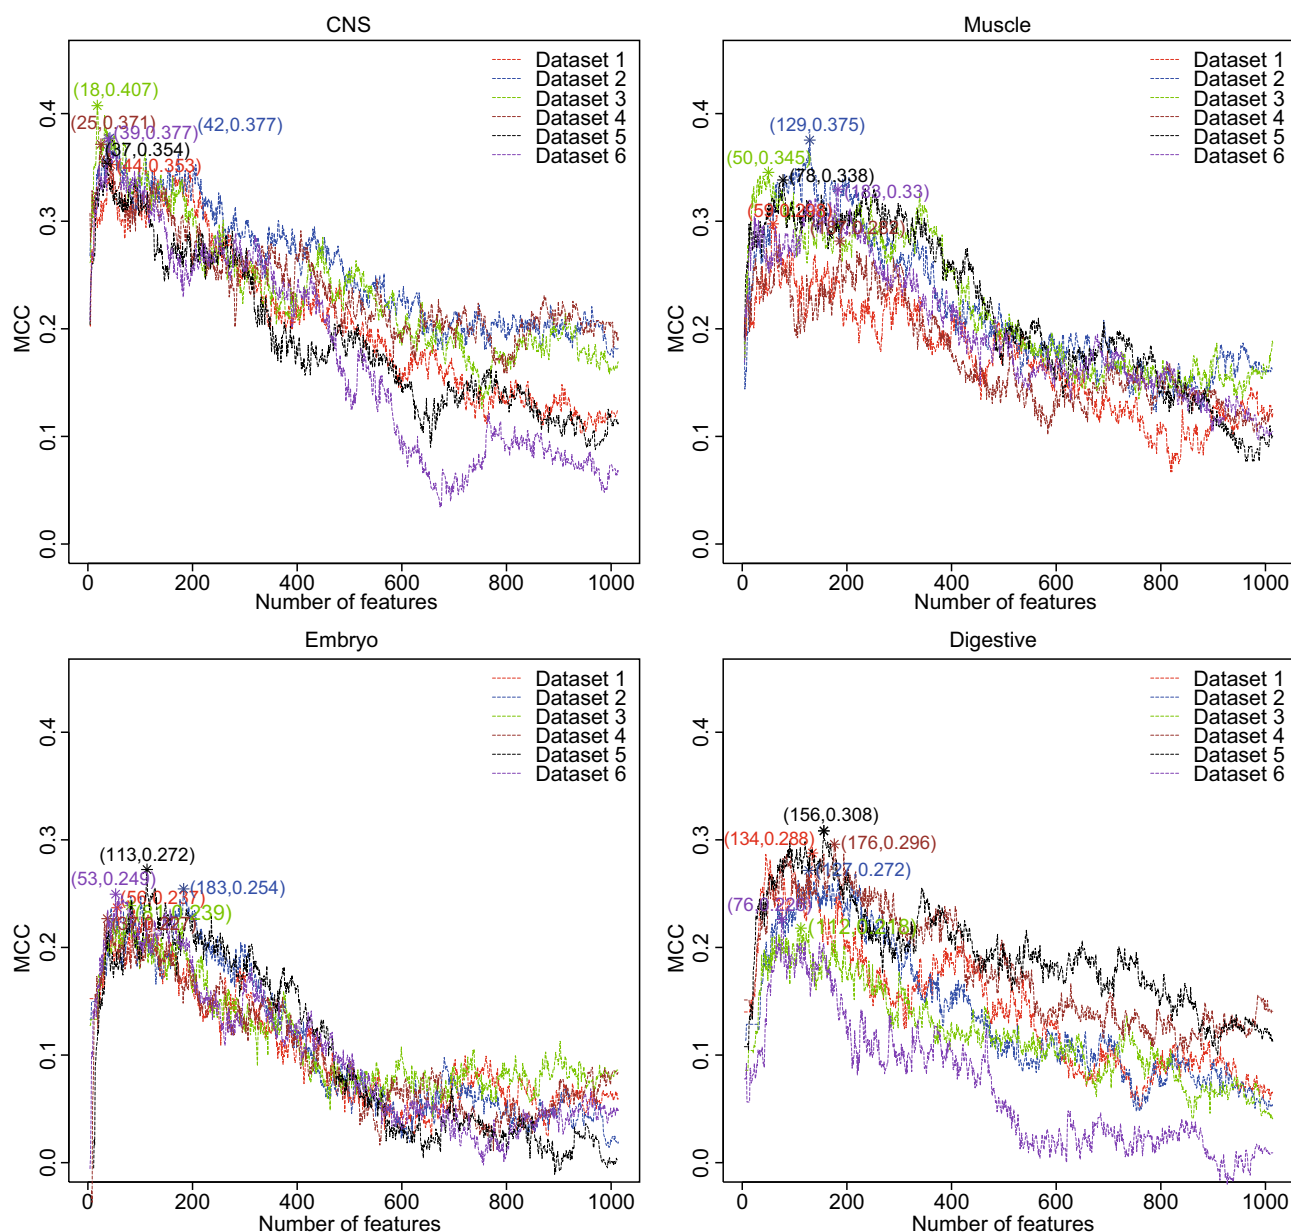 CNS
Dataset 1
Dataset 2
Dataset 3
Dataset 4
Dataset 5
Dataset 6
(18,0.407)
(25,0.371)
(39,0.377)
(42,0.377)
(37,0.354)
(44,0.353)
MCC
0.4
0.3
0.2
0.1
0.0
0 200 400 600 800 1000
Number of features
Muscle
Dataset 1
Dataset 2
Dataset 3
Dataset 4
Dataset 5
Dataset 6
(129,0.375)
(50,0.345)
(78,0.338)
(183,0.33)
MCC
0.4
0.3
0.2
0.1
0.0
0 200 400 600 800 1000
Number of features
Embryo
Dataset 1
Dataset 2
Dataset 3
Dataset 4
Dataset 5
Dataset 6
(113,0.272)
(53,0.249)
(183,0.254)
(56,0.237)
MCC
0.4
0.3
0.2
0.1
0.0
0 200 400 600 800 1000
Number of features
Digestive
Dataset 1
Dataset 2
Dataset 3
Dataset 4
Dataset 5
Dataset 6
(156,0.308)
(134,0.288)
(176,0.296)
(127,0.272)
(112,0.218)
MCC
0.4
0.3
0.2
0.1
0.0
0 200 400 600 800 1000
Number of features